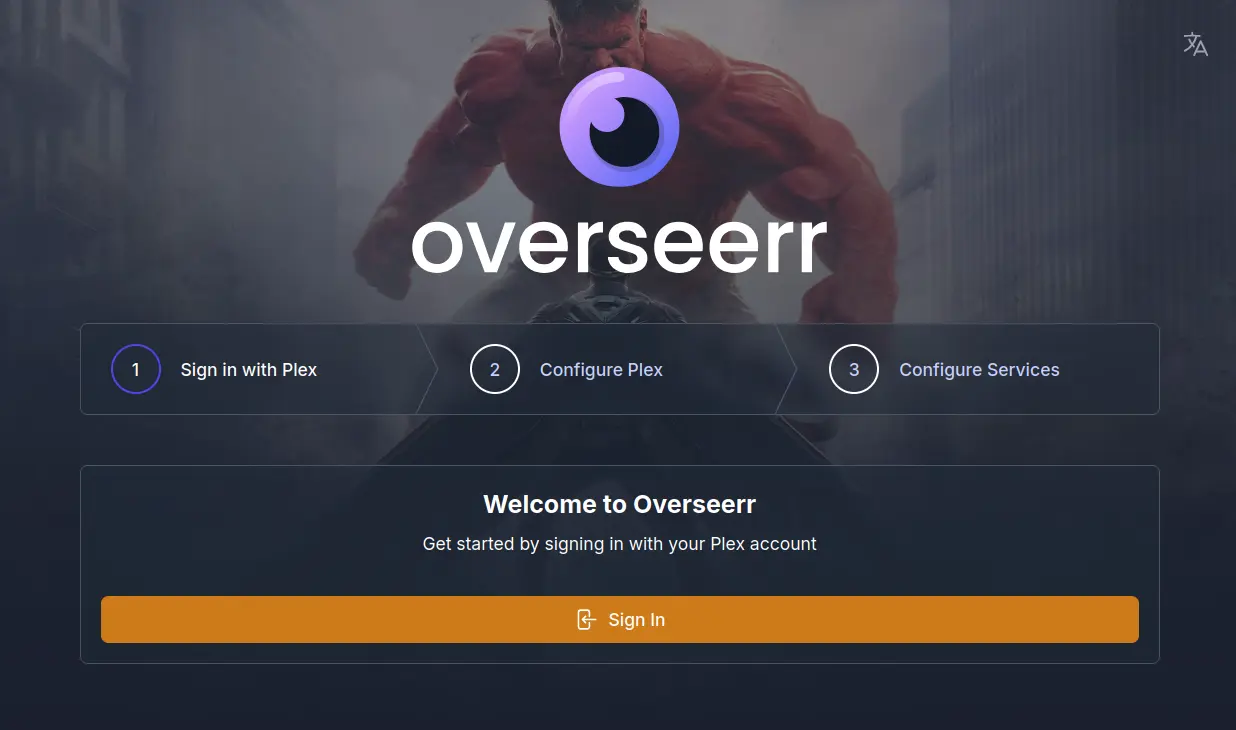 overseerr
1 Sign in with Plex
2 Configure Plex
3 Configure Services
Welcome to Overseerr
Get started by signing in with your Plex account
Sign In